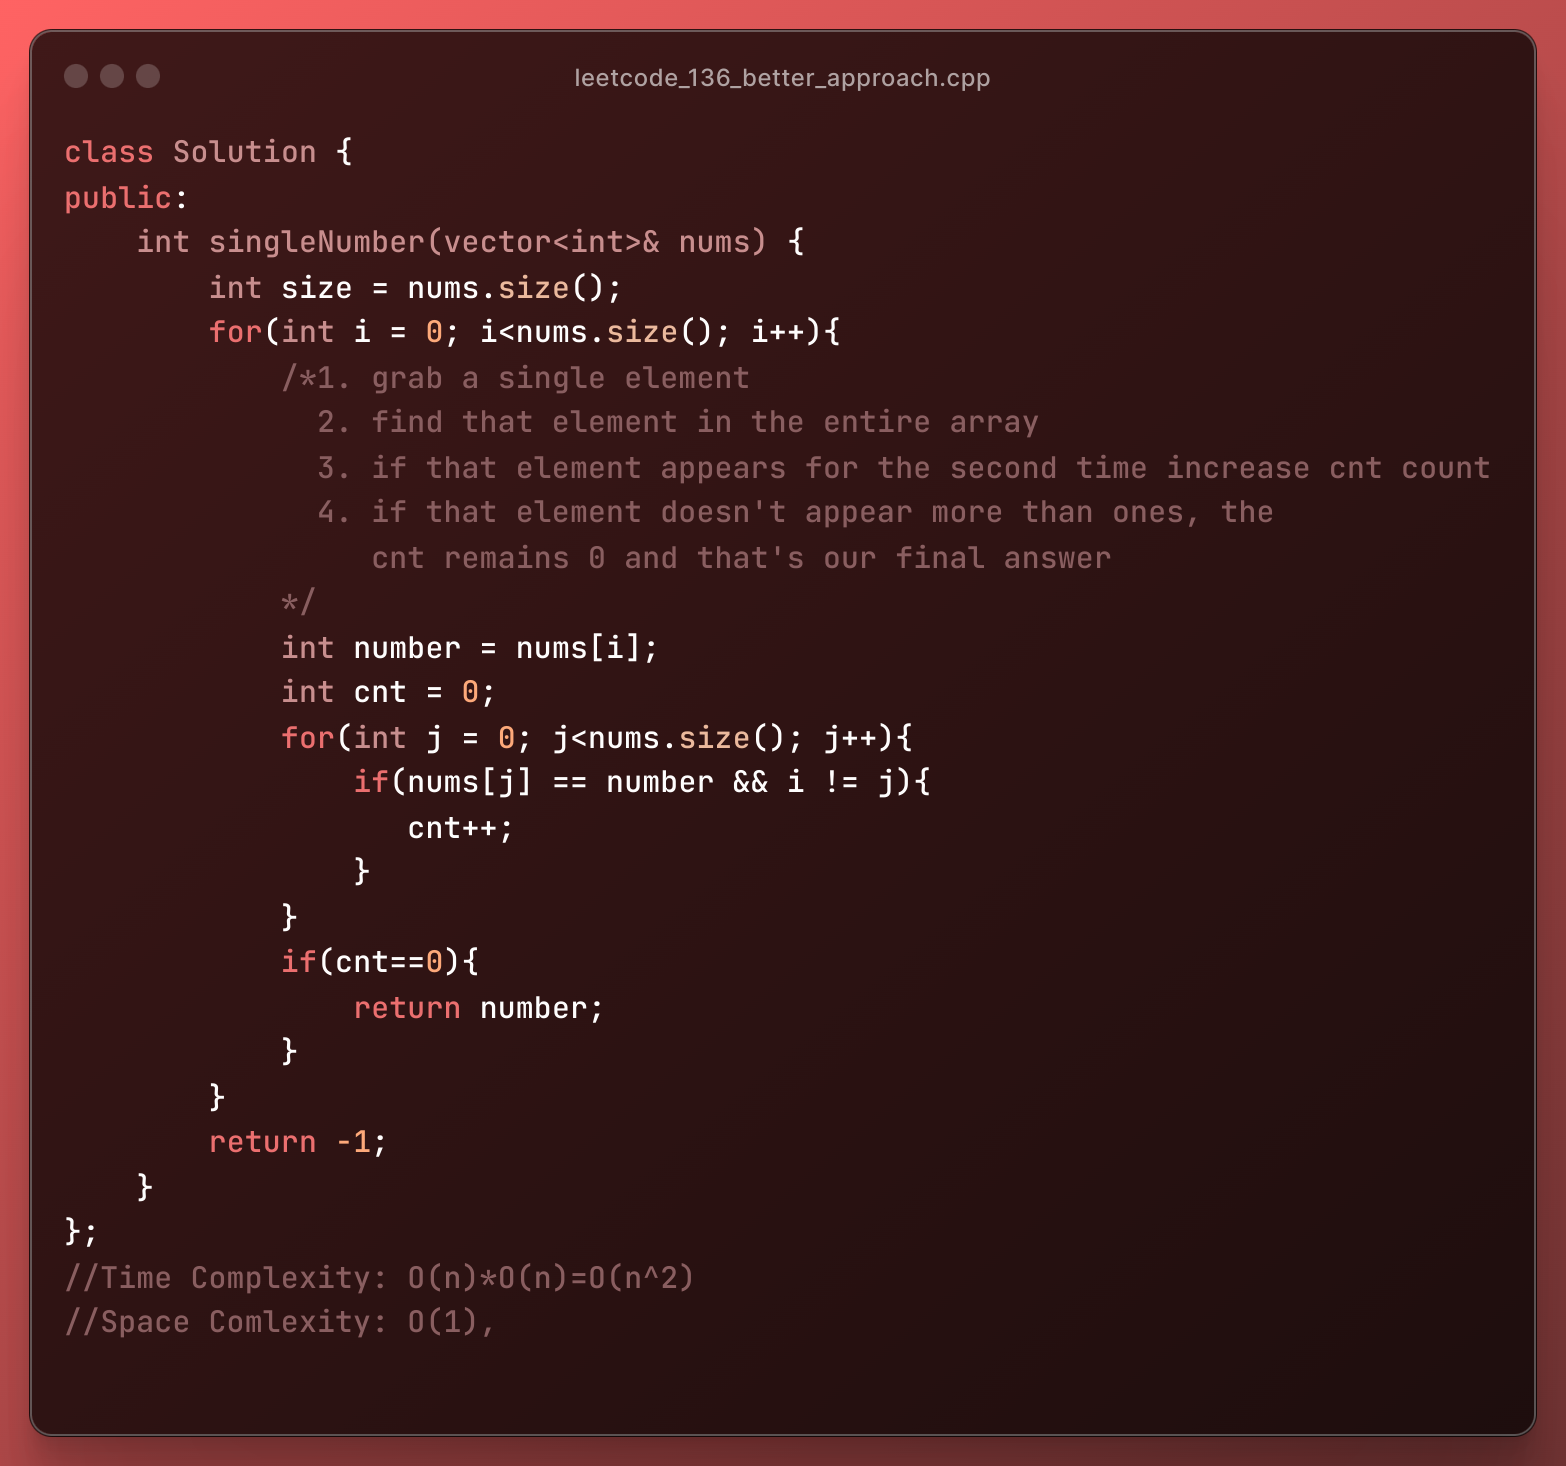 leetcode_136_better_approach.cpp
class Solution {
public:
    int singleNumber(vector<int>& nums) {
        int size = nums.size();
        for(int i = 0; i<nums.size(); i++){
            /*1. grab a single element
              2. find that element in the entire array
              3. if that element appears for the second time increase cnt count
              4. if that element doesn't appear more than ones, the
                 cnt remains 0 and that's our final answer
            */
            int number = nums[i];
            int cnt = 0;
            for(int j = 0; j<nums.size(); j++){
                if(nums[j] == number && i != j){
                   cnt++;
                }
            }
            if(cnt==0){
                return number;
            }
        }
        return -1;
    }
};
//Time Complexity: O(n)*O(n)=O(n^2)
//Space Comlexity: O(1),